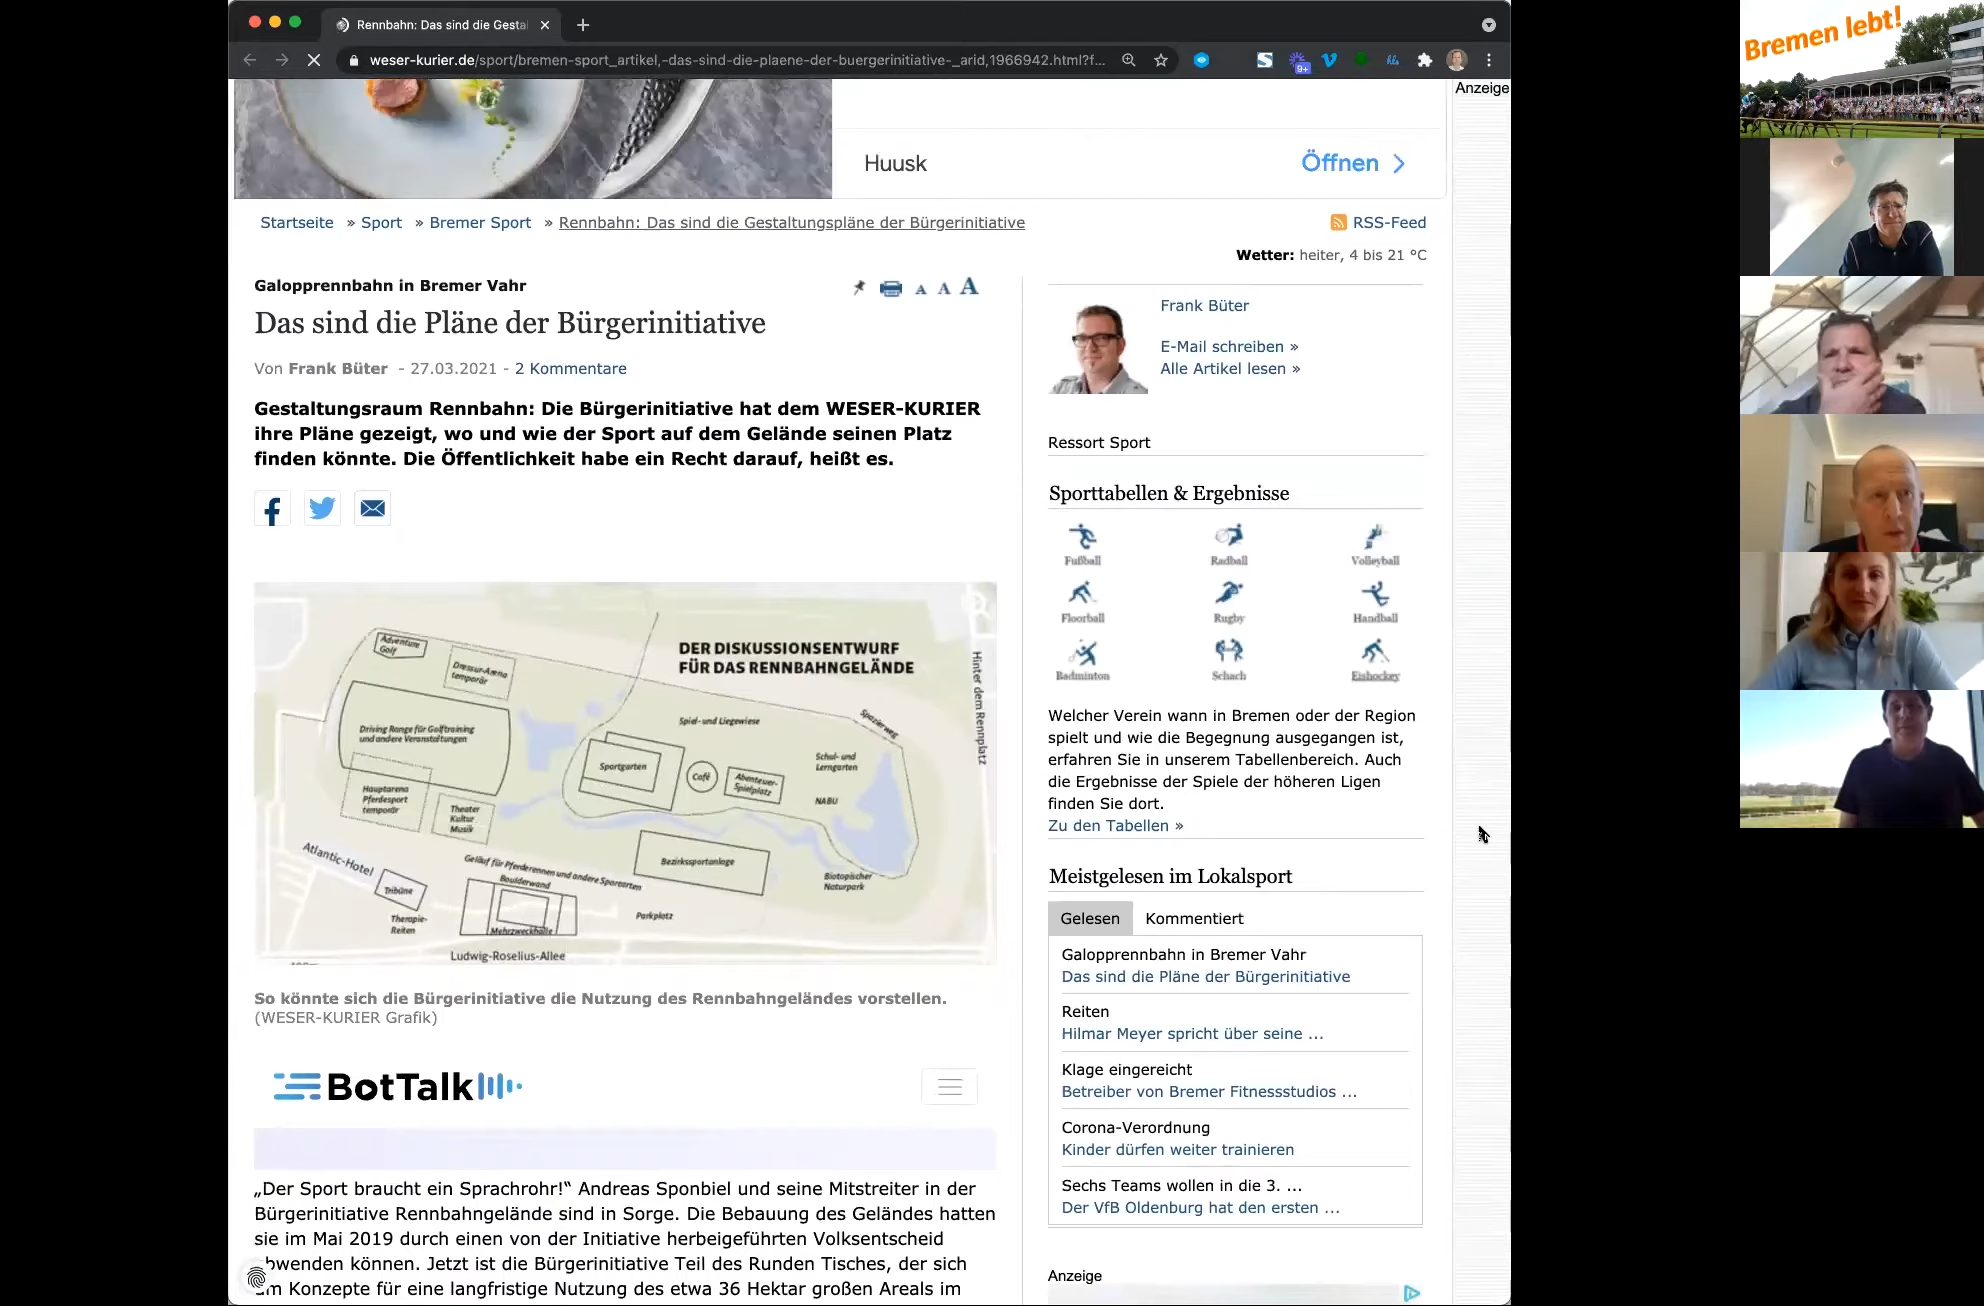 Rennbahn: Das sind die Gesta
weser-kurier.de/sport/bremen-sport_artikel,-das-sind-die-plaene-der-buergerinitiative-_arid,1966942.html?f...
9+
hls
Anzeige
Huusk
Öffnen
Startseite » Sport » Bremer Sport » Rennbahn: Das sind die Gestaltungspläne der Bürgerinitiative
RSS-Feed
Wetter: heiter, 4 bis 21 °C
Galopprennbahn in Bremer Vahr
A A A
Das sind die Pläne der Bürgerinitiative
Von Frank Büter - 27.03.2021 - 2 Kommentare
Gestaltungsraum Rennbahn: Die Bürgerinitiative hat dem WESER-KURIER
ihre Pläne gezeigt, wo und wie der Sport auf dem Gelände seinen Platz
finden könnte. Die Öffentlichkeit habe ein Recht darauf, heißt es.
DER DISKUSSIONSENTWURF
FÜR DAS RENNBAHNGELÄNDE
Adventure
Golf
Dressur-Arena
temporär
Hinter dem Rennplatz
Driving Range für Golftraining
und andere Veranstaltungen
Spiel- und Liegewiese
Spazierweg
Sportgarten
Café
Abenteuer-
Spielplatz
Schul- und
Lerngarten
NABU
Hauptarena
Pferdesport
temporär
Theater
Kultur
Musik
Atlantic-Hotel
Geläuf für Pferderennen und andere Sportarten
Bezirkssportanlage
Biotopischer
Naturpark
Tribüne
Boulderwand
Therapie-
Reiten
Mehrzweckhalle
Parkplatz
Ludwig-Roselius-Allee
So könnte sich die Bürgerinitiative die Nutzung des Rennbahngeländes vorstellen.
(WESER-KURIER Grafik)
BotTalk
„Der Sport braucht ein Sprachrohr!“ Andreas Sponbiel und seine Mitstreiter in der
Bürgerinitiative Rennbahngelände sind in Sorge. Die Bebauung des Geländes hatten
sie im Mai 2019 durch einen von der Initiative herbeigeführten Volksentscheid
abwenden können. Jetzt ist die Bürgerinitiative Teil des Runden Tisches, der sich
um Konzepte für eine langfristige Nutzung des etwa 36 Hektar großen Areals im
Frank Büter
E-Mail schreiben »
Alle Artikel lesen »
Ressort Sport
Sporttabellen & Ergebnisse
Fußball Radball Volleyball
Floorball Rugby Handball
Badminton Schach Eishockey
Welcher Verein wann in Bremen oder der Region
spielt und wie die Begegnung ausgegangen ist,
erfahren Sie in unserem Tabellenbereich. Auch
die Ergebnisse der Spiele der höheren Ligen
finden Sie dort.
Zu den Tabellen »
Meistgelesen im Lokalsport
Gelesen Kommentiert
Galopprennbahn in Bremer Vahr
Das sind die Pläne der Bürgerinitiative
Reiten
Hilmar Meyer spricht über seine ...
Klage eingereicht
Betreiber von Bremer Fitnessstudios ...
Corona-Verordnung
Kinder dürfen weiter trainieren
Sechs Teams wollen in die 3. ...
Der VfB Oldenburg hat den ersten ...
Anzeige
Bremen lebt!